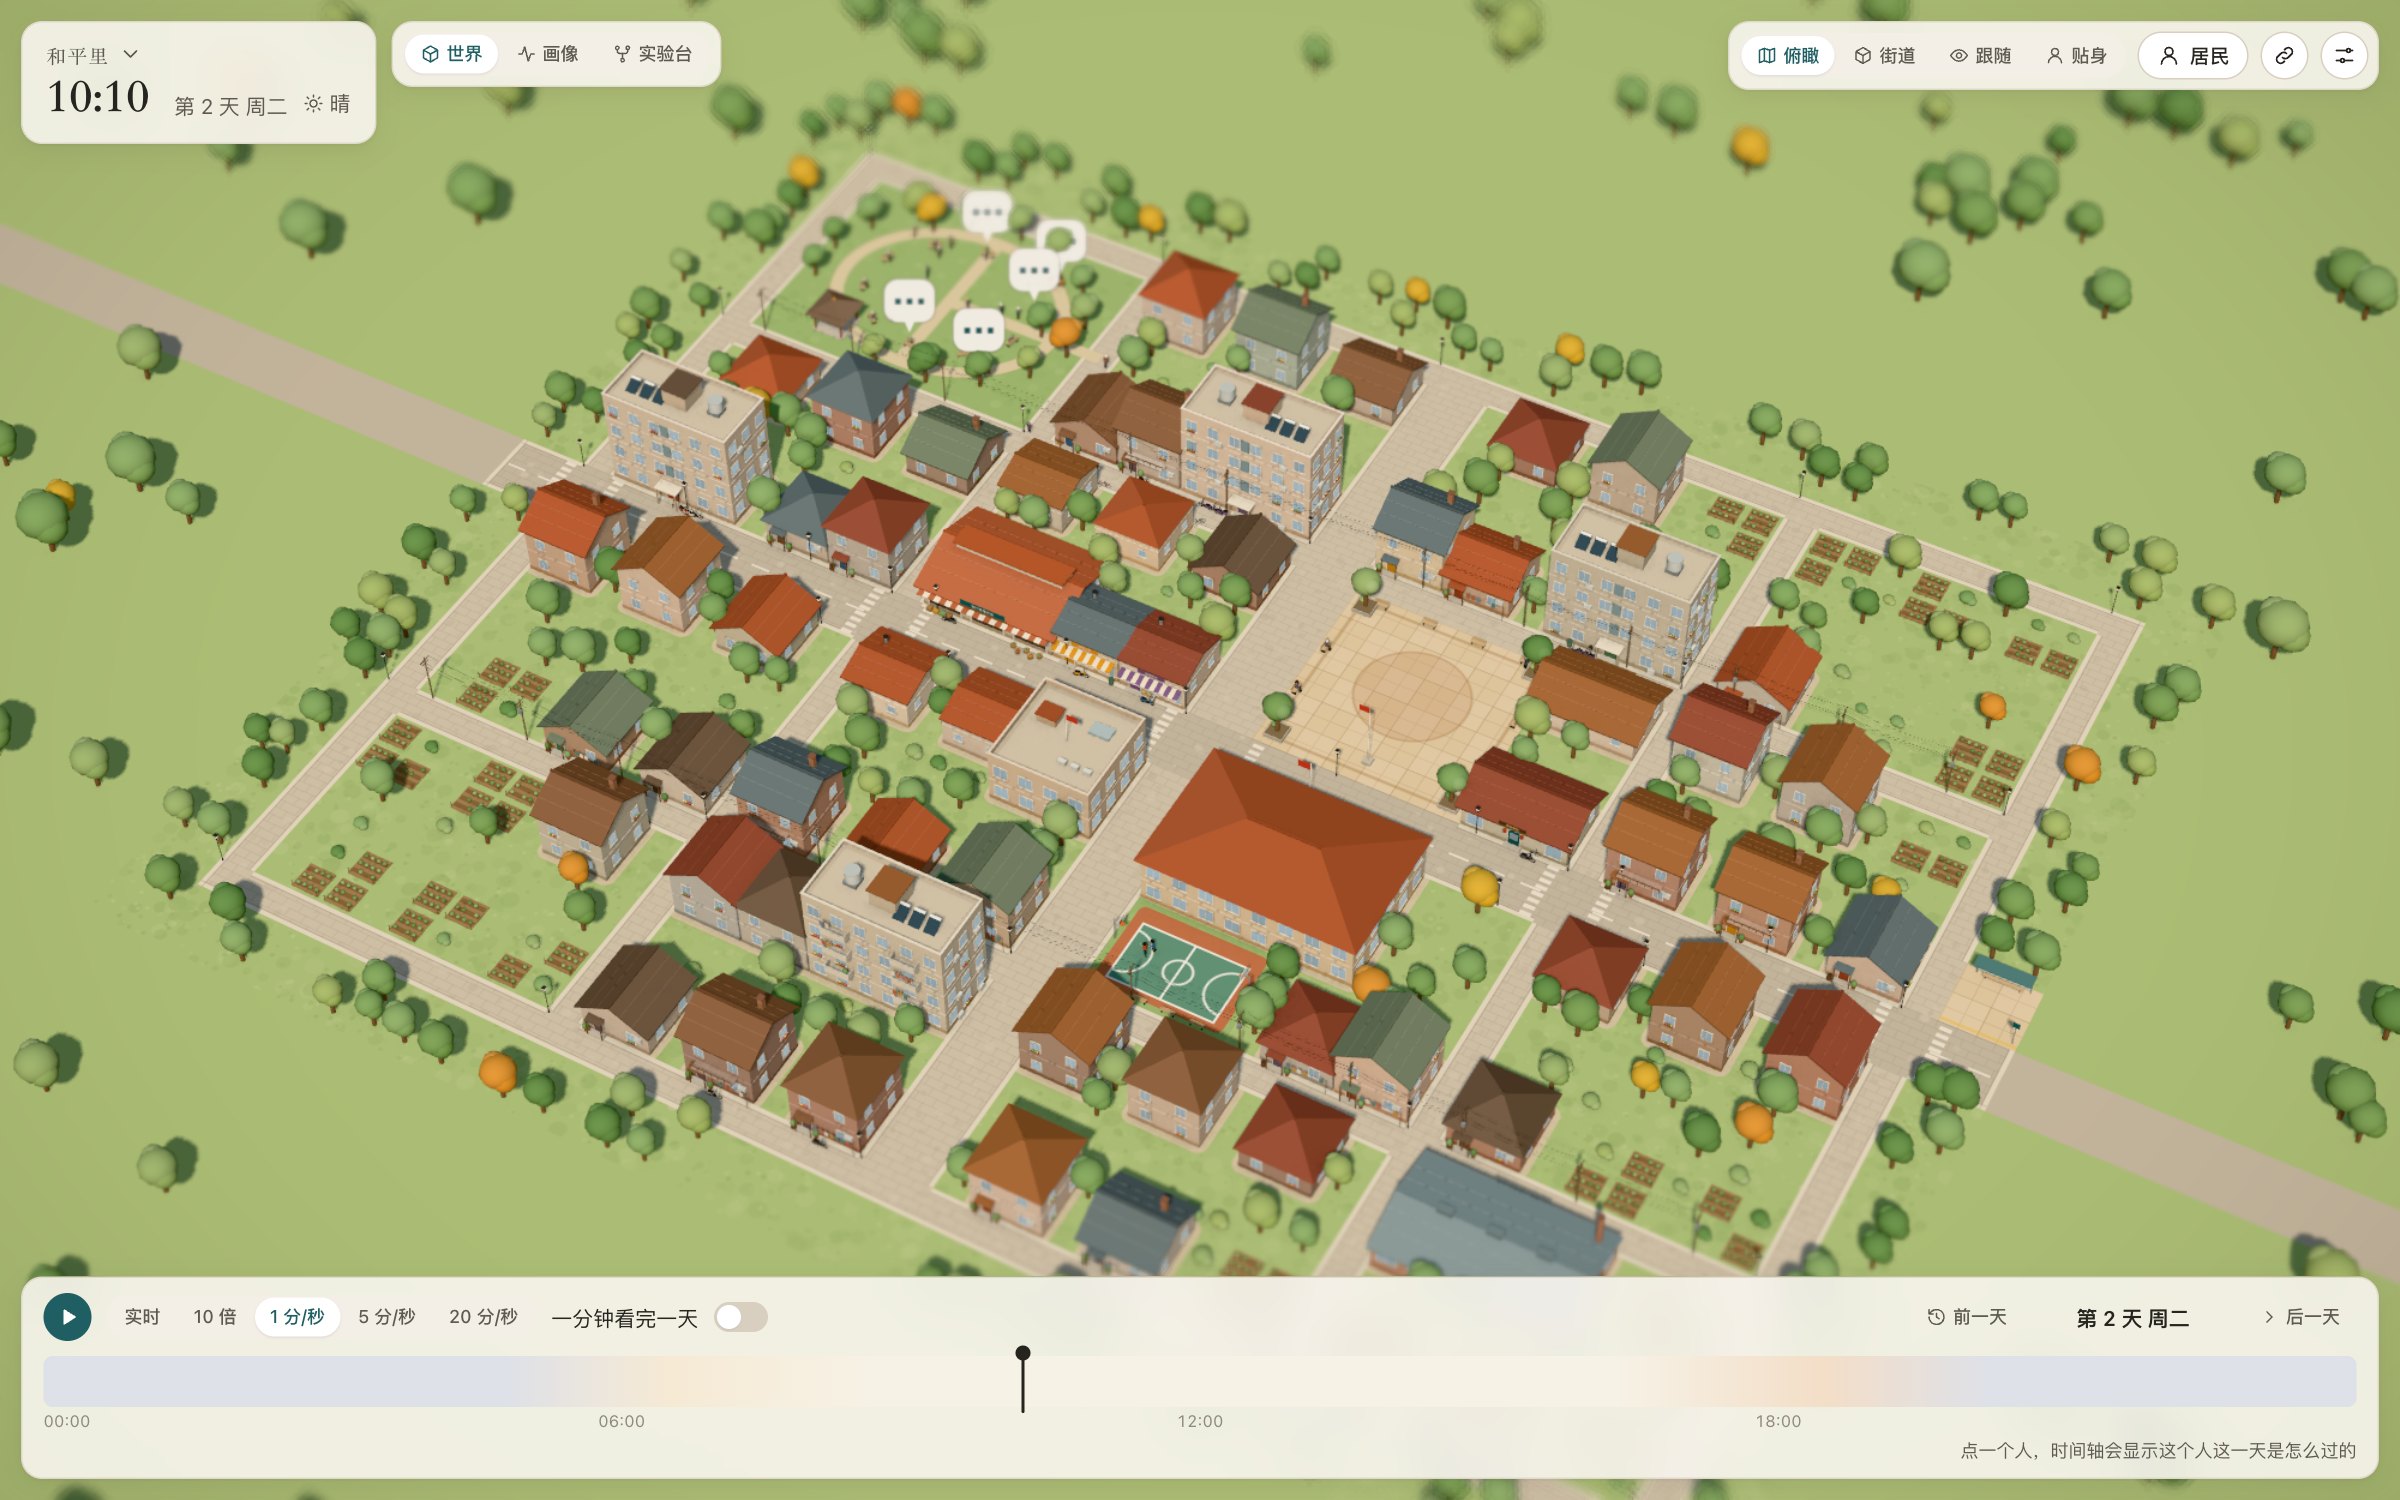 和平里
10:10 第 2 天 周二 晴
世界 画像 实验台
俯瞰 街道 跟随 贴身 居民
实时 10 倍 1 分/秒 5 分/秒 20 分/秒 一分钟看完一天
前一天 第 2 天 周二 后一天
00:00 06:00 12:00 18:00
点一个人，时间轴会显示这个人这一天是怎么过的